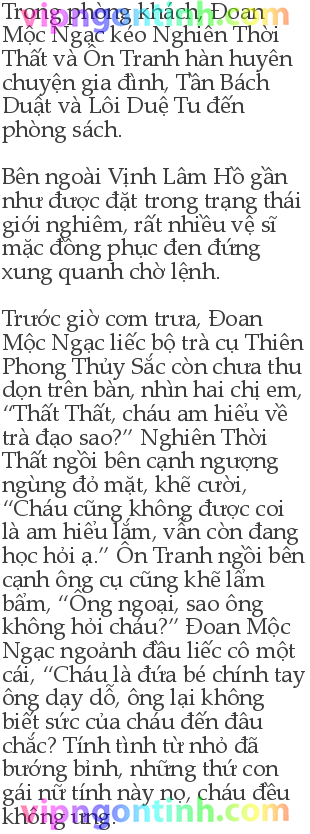 Trong phòng khách, Đoan
vipngontinh.com
Mộc Ngạc kéo Nghiên Thời
Thất và Ôn Tranh hàn huyên
chuyện gia đình, Tần Bách
Duật và Lôi Duệ Tu đến
phòng sách.
Bên ngoài Vịnh Lâm Hồ gần
như được đặt trong trạng thái
giới nghiêm, rất nhiều vệ sĩ
mặc đồng phục đen đứng
xung quanh chờ lệnh.
Trước giờ cơm trưa, Đoan
Mộc Ngạc liếc bộ trà cụ Thiên
Phong Thủy Sắc còn chưa thu
dọn trên bàn, nhìn hai chị em,
“Thất Thất, cháu am hiểu về
trà đạo sao?” Nghiên Thời
Thất ngồi bên cạnh ngượng
ngùng đỏ mặt, khẽ cười,
“Cháu cũng không được coi
là am hiểu lắm, vẫn còn đang
học hỏi ạ.” Ôn Tranh ngồi bên
cạnh ông cụ cũng khẽ lẩm
bẩm, “Ông ngoại, sao ông
không hỏi cháu?” Đoan Mộc
Ngạc ngoảnh đầu liếc cô một
cái, “Cháu là đứa bé chính tay
ông dạy dỗ, ông lại không
biết sức của cháu đến đâu
chắc? Tính tình từ nhỏ đã
bướng bỉnh, những thứ con
gái nữ tính này nọ, cháu đều
không ưng.
vipngontinh.com